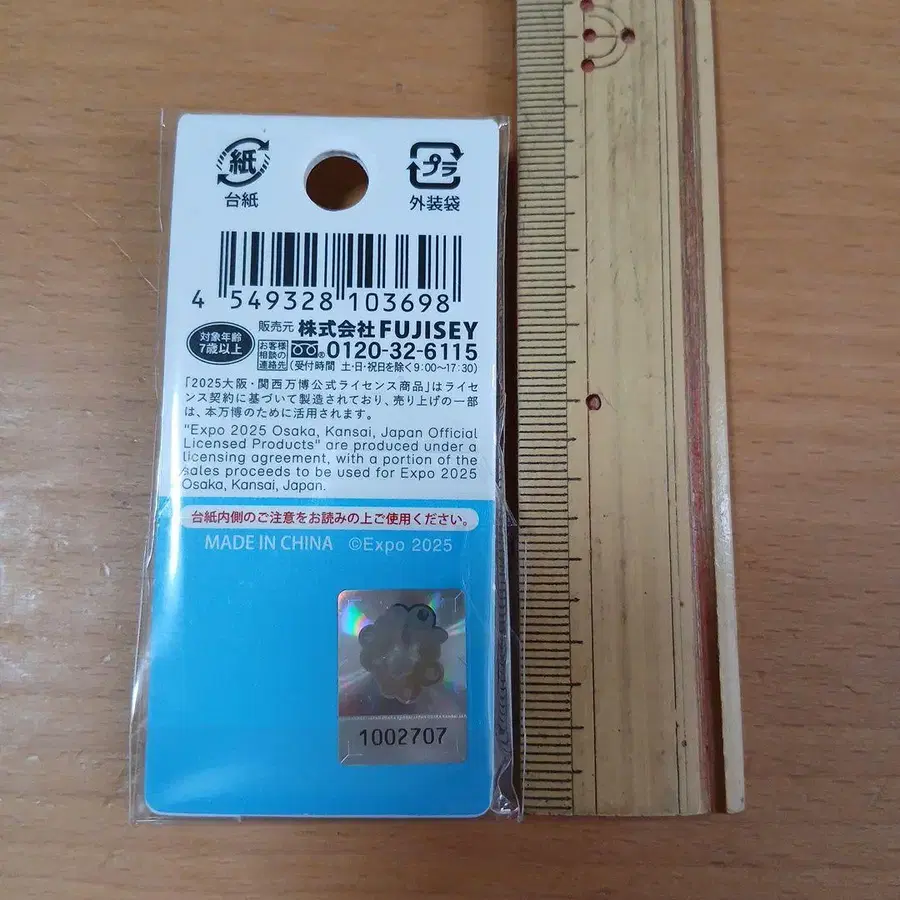 紙
台紙
プラ
外装袋
4 549328 103698
対象年齢
7歳以上
販売元 株式会社FUJISEY
お客様
相談の
連絡先
0120-32-6115
(受付時間 土・日・祝日を除く9:00〜17:30)
「2025大阪・関西万博公式ライセンス商品」はライセ
ンス契約に基づいて製造されており、売り上げの一部
は、本万博のために活用されます。
"Expo 2025 Osaka, Kansai, Japan Official
Licensed Products" are produced under a
licensing agreement, with a portion of the
sales proceeds to be used for Expo 2025
Osaka, Kansai, Japan.
台紙内側のご注意をお読みの上ご使用ください。
MADE IN CHINA ©Expo 2025
1002707